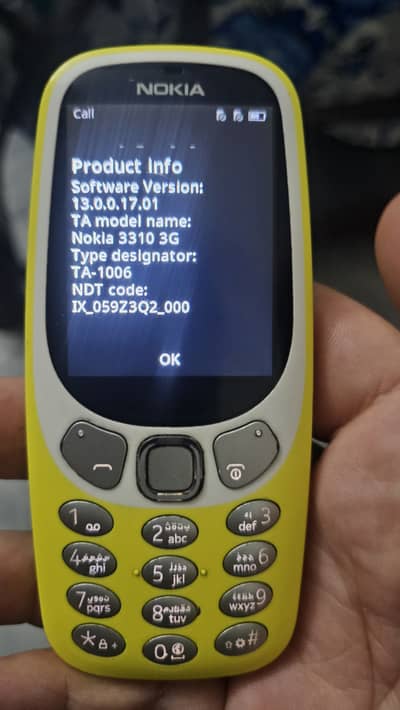 NOKIA
Call
Product info
Software Version:
13.0.0.17.01
TA model name:
Nokia 3310 3G
Type designator:
TA-1006
NDT code:
IX_059Z3Q2_000
OK
1
2 abc
def 3
4 ghi
5 jkl
mno 6
7 pqrs
8 tuv
wxyz 9
* +
0
#